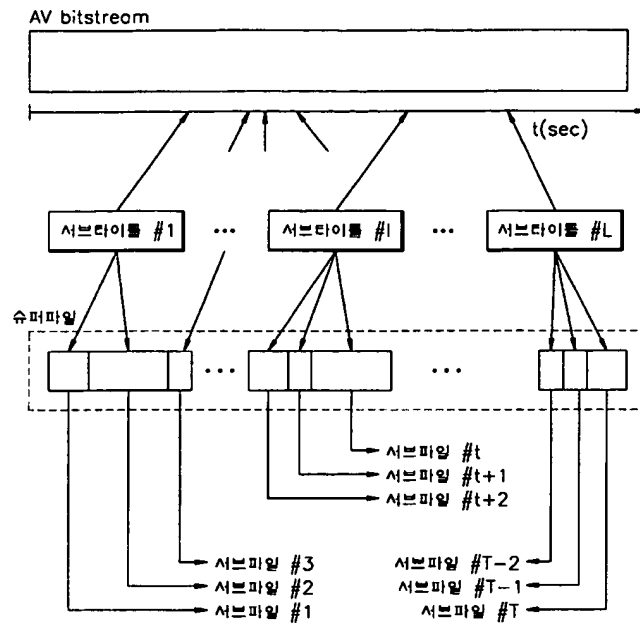 AV bitstreom
t(sec)
서브타이틀 #1 ... 서브타이틀 #l ... 서브타이틀 #L
슈퍼파일
... ...
서브파일 #t
서브파일 #t+1
서브파일 #t+2
서브파일 #3 서브파일 #T-2
서브파일 #2 서브파일 #T-1
서브파일 #1 서브파일 #T